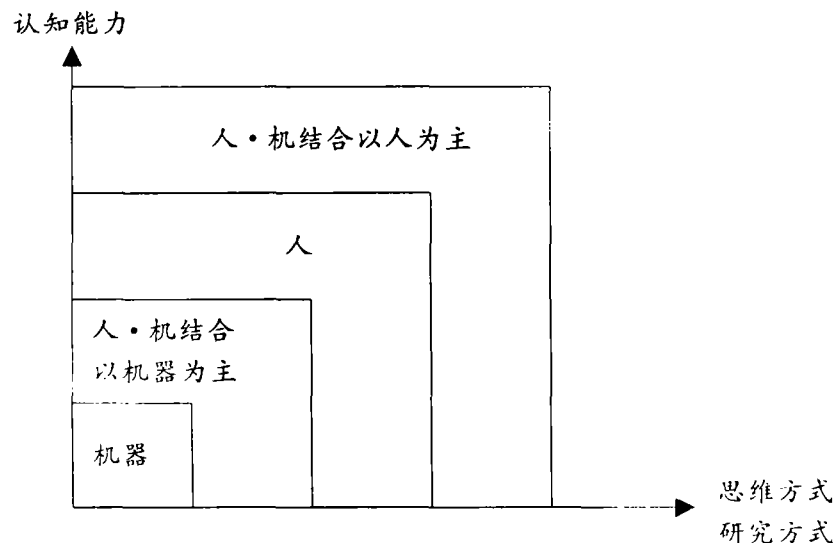 认知能力
人·机结合以人为主
人
人·机结合
以机器为主
机器
思维方式
研究方式